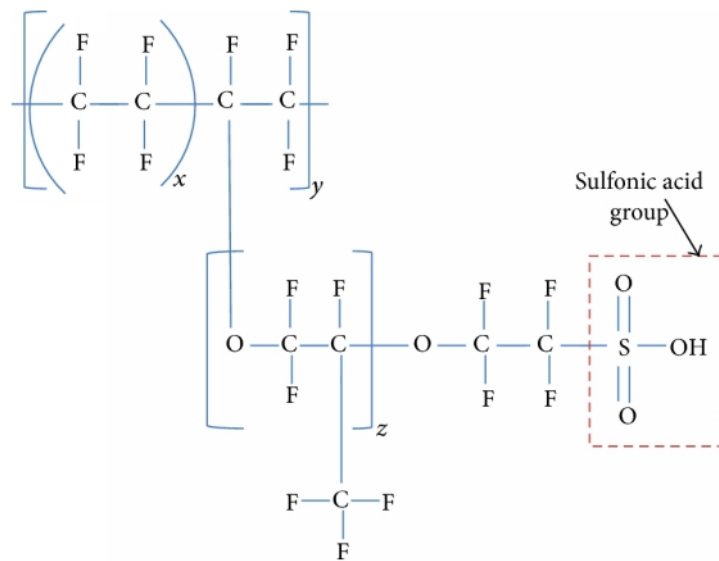 F F F F
C C C C
F F F
x
y
Sulfonic acid
group
F F F F O
O C C O C C S OH
F F F O
z
F C F
F